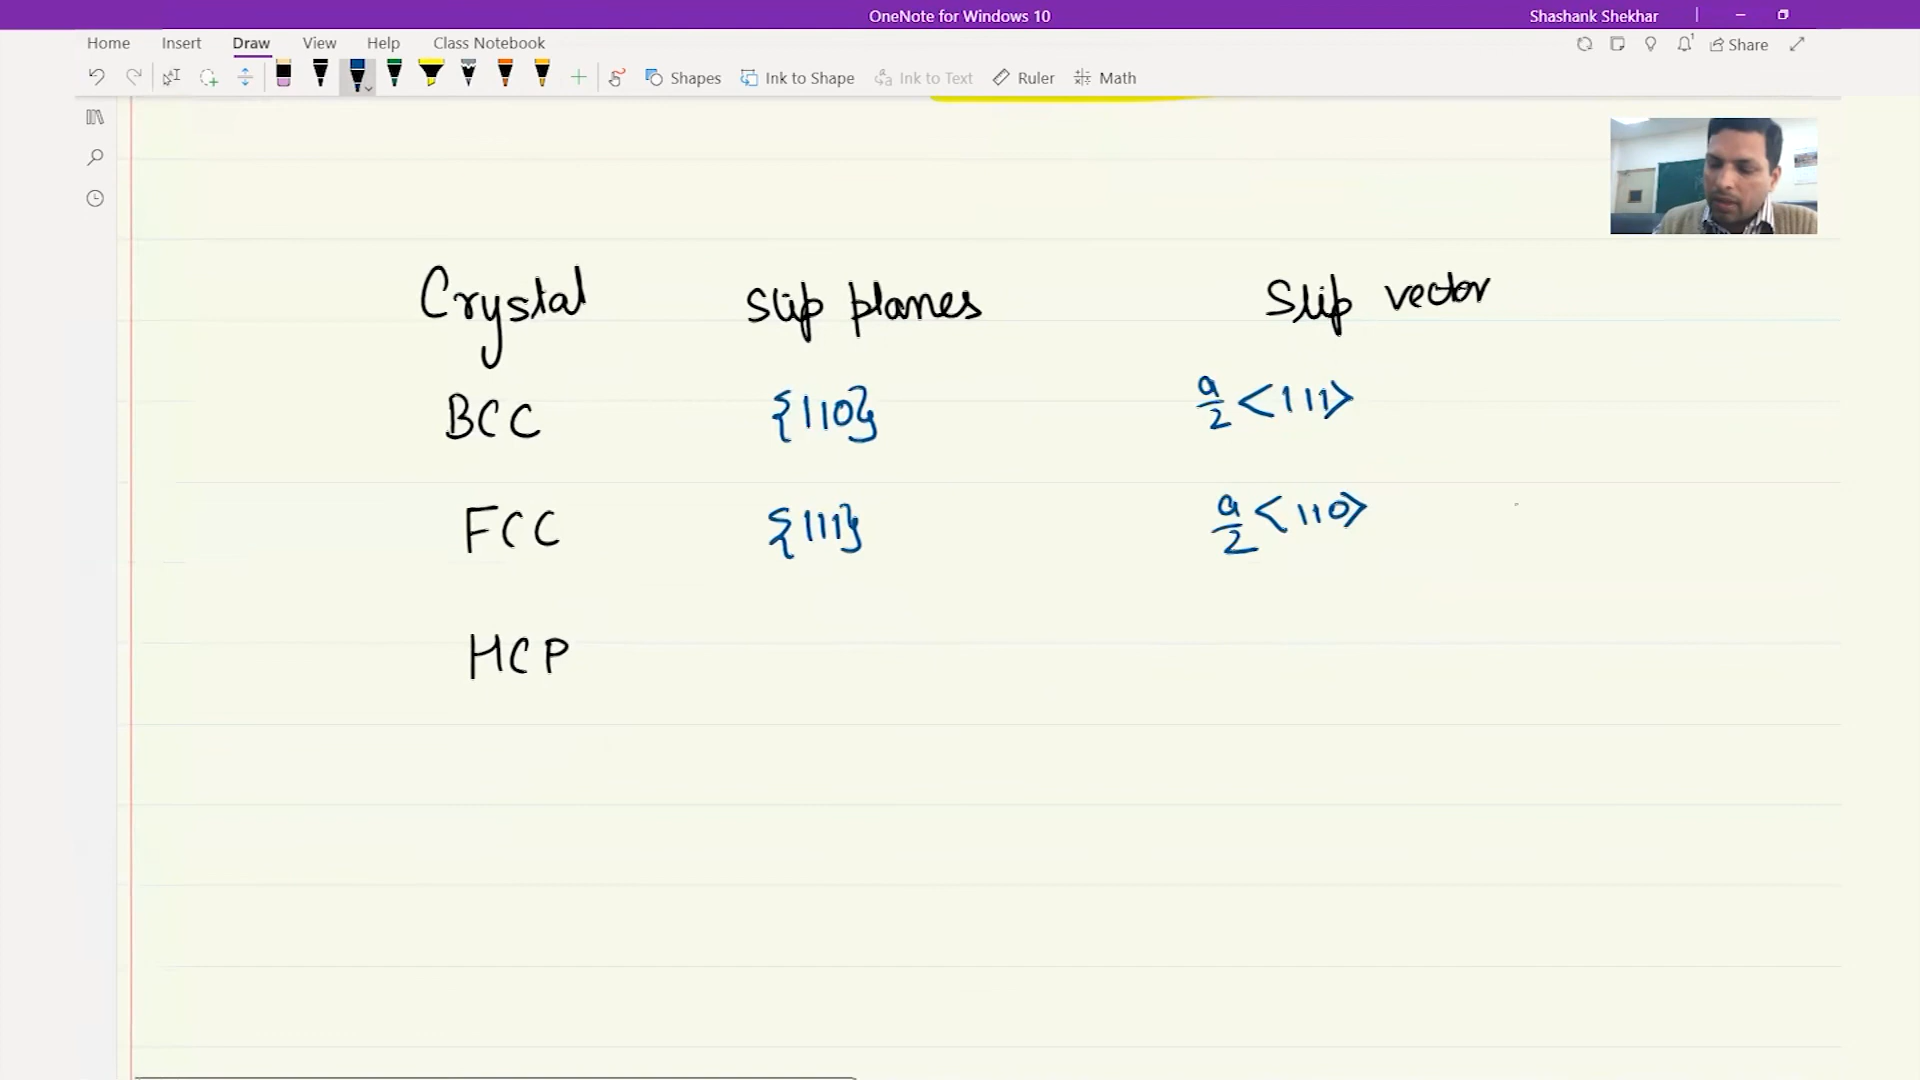 OneNote for Windows 10
Shashank Shekhar
Home Insert Draw View Help Class Notebook
Share
Shapes Ink to Shape Ink to Text Ruler Math
Crystal Slip planes Slip vector
BCC {110} a/2 <111>
FCC {111} a/2 <110>
HCP